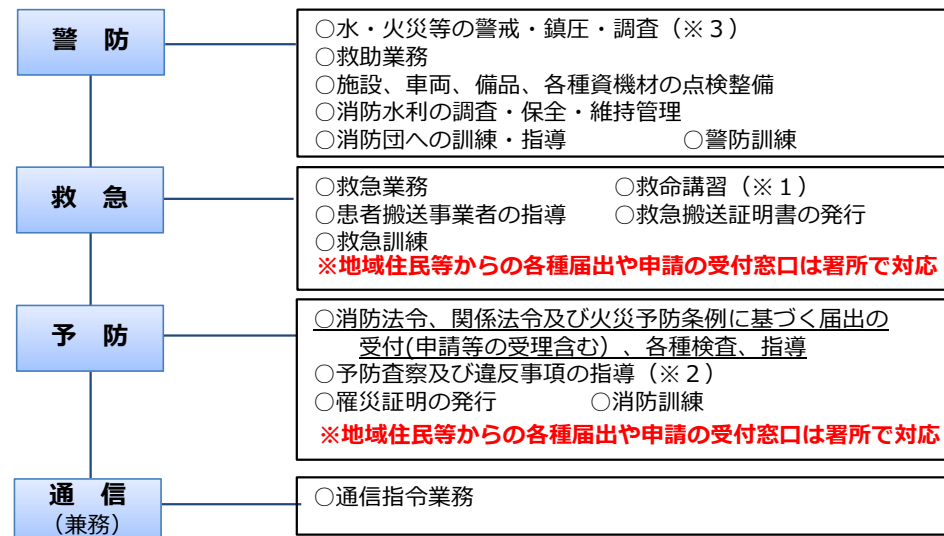 警 防
○水・火災等の警戒・鎮圧・調査（※３）
○救助業務
○施設、車両、備品、各種資機材の点検整備
○消防水利の調査・保全・維持管理
○消防団への訓練・指導 ○警防訓練
救 急
○救急業務 ○救命講習（※１）
○患者搬送事業者の指導 ○救急搬送証明書の発行
○救急訓練
※地域住民等からの各種届出や申請の受付窓口は署所で対応
予 防
○消防法令、関係法令及び火災予防条例に基づく届出の
受付(申請等の受理含む）、各種検査、指導
○予防査察及び違反事項の指導（※２）
○罹災証明の発行 ○消防訓練
※地域住民等からの各種届出や申請の受付窓口は署所で対応
通 信
（兼務）
○通信指令業務